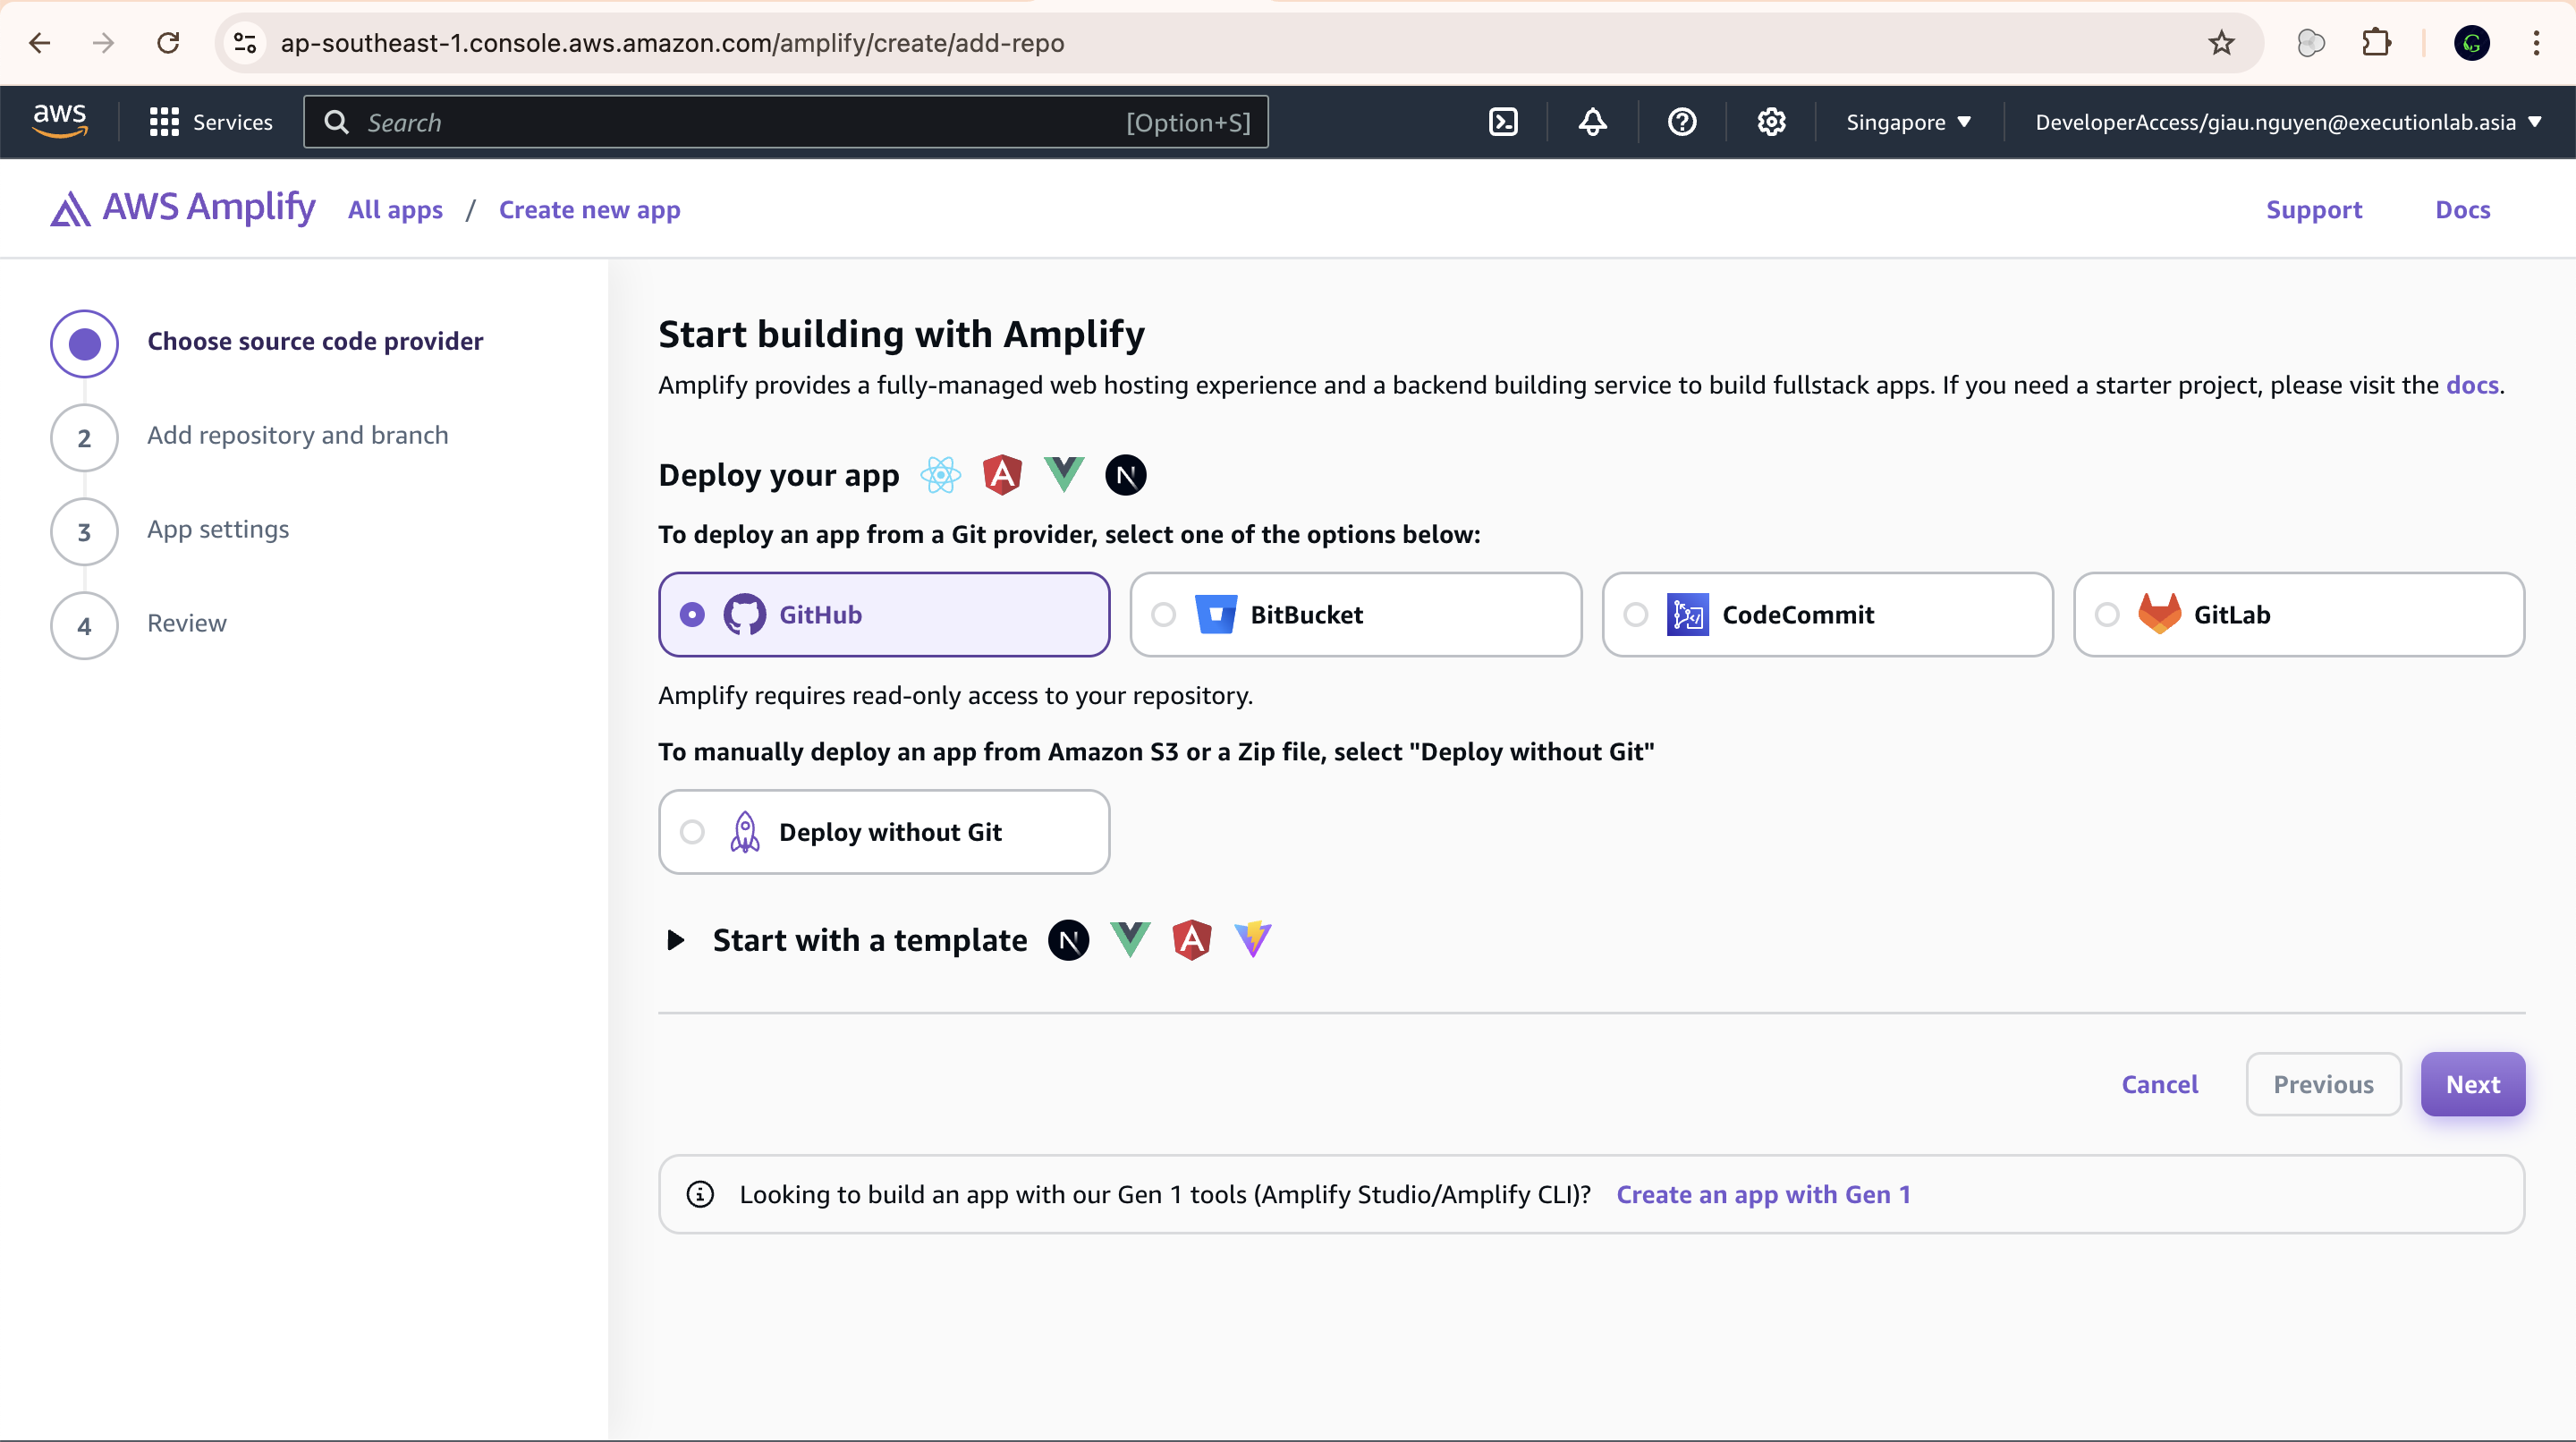 ap-southeast-1.console.aws.amazon.com/amplify/create/add-repo
aws
Services
Search
[Option+S]
Singapore
DeveloperAccess/giau.nguyen@executionlab.asia
AWS Amplify
All apps / Create new app
Support
Docs
Choose source code provider
2
Add repository and branch
3
App settings
4
Review
Start building with Amplify
Amplify provides a fully-managed web hosting experience and a backend building service to build fullstack apps. If you need a starter project, please visit the docs.
Deploy your app
To deploy an app from a Git provider, select one of the options below:
GitHub
BitBucket
CodeCommit
GitLab
Amplify requires read-only access to your repository.
To manually deploy an app from Amazon S3 or a Zip file, select "Deploy without Git"
Deploy without Git
Start with a template
Cancel
Previous
Next
Looking to build an app with our Gen 1 tools (Amplify Studio/Amplify CLI)? Create an app with Gen 1